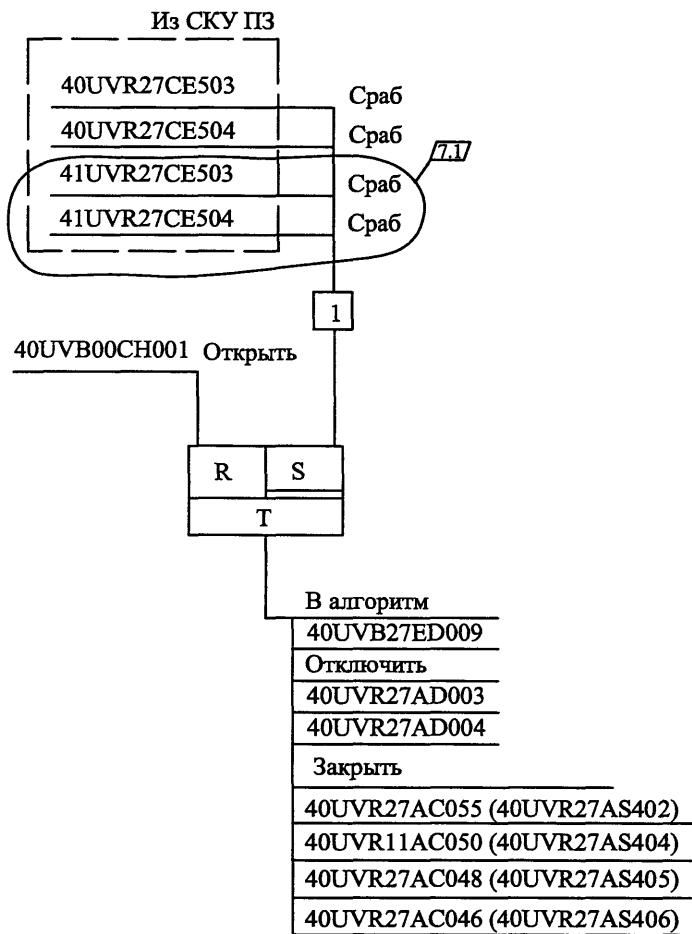 Из СКУ ПЗ
40UVR27CE503 Сраб
40UVR27CE504 Сраб
7.1
41UVR27CE503 Сраб
41UVR27CE504 Сраб
1
40UVB00CH001 Открыть
R S
T
В алгоритм
40UVB27ED009
Отключить
40UVR27AD003
40UVR27AD004
Закрыть
40UVR27AC055 (40UVR27AS402)
40UVR11AC050 (40UVR27AS404)
40UVR27AC048 (40UVR27AS405)
40UVR27AC046 (40UVR27AS406)